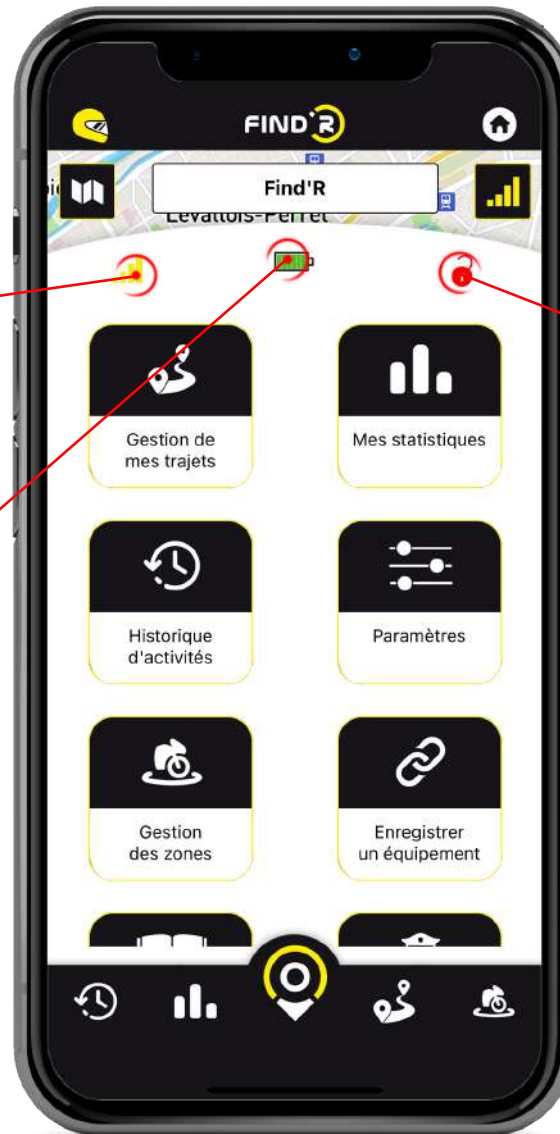 FIND'R
Find'R
Levallois-Perret
Gestion de
mes trajets
Mes statistiques
Historique
d'activités
Paramètres
Gestion
des zones
Enregistrer
un équipement